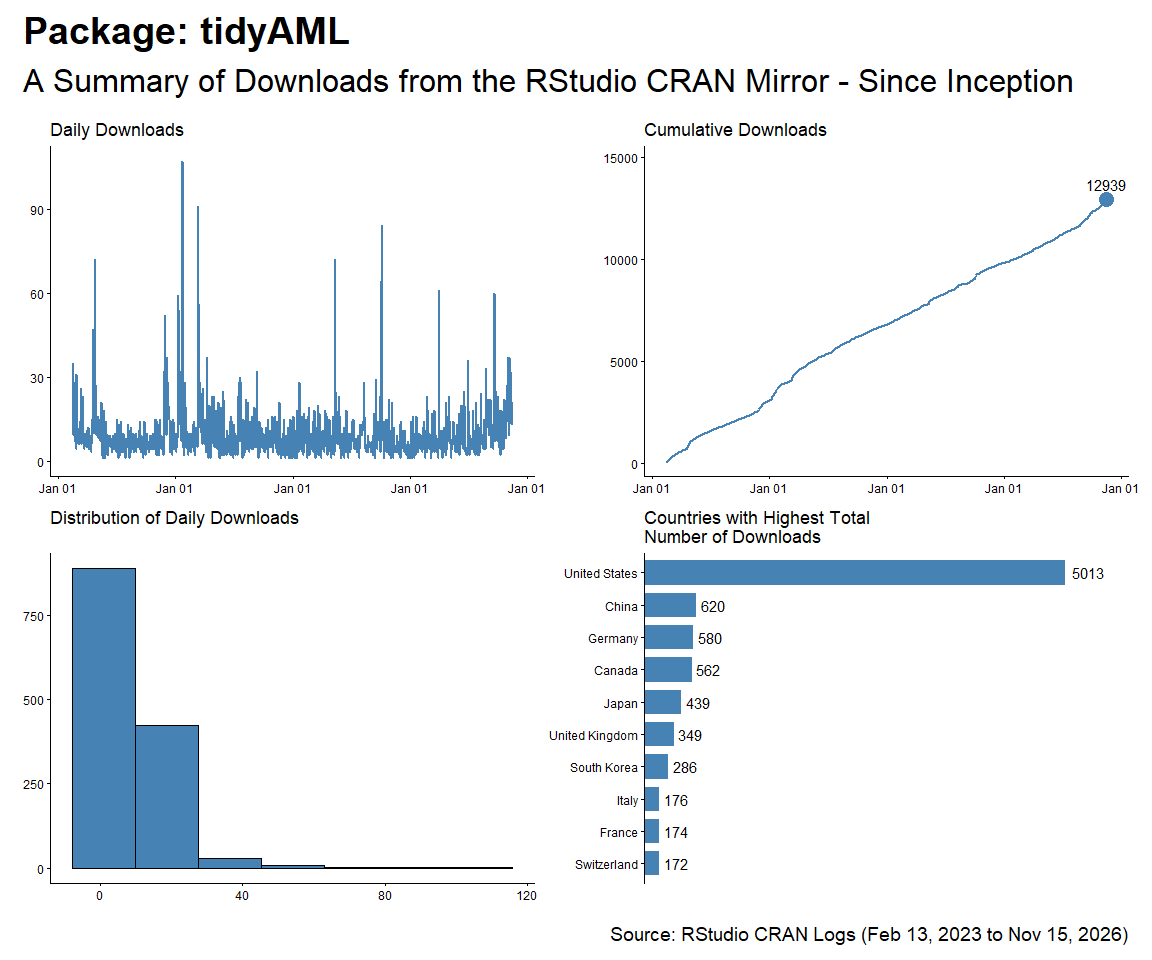 Package: tidyAML
A Summary of Downloads from the RStudio CRAN Mirror - Since Inception
Daily Downloads
90
60
30
0
Jan 01 Jan 01 Jan 01 Jan 01 Jan 01
Cumulative Downloads
15000
10000
5000
0
12939
Jan 01 Jan 01 Jan 01 Jan 01 Jan 01
Distribution of Daily Downloads
750
500
250
0
0 40 80 120
Countries with Highest Total
Number of Downloads
United States 5013
China 620
Germany 580
Canada 562
Japan 439
United Kingdom 349
South Korea 286
Italy 176
France 174
Switzerland 172
Source: RStudio CRAN Logs (Feb 13, 2023 to Nov 15, 2026)